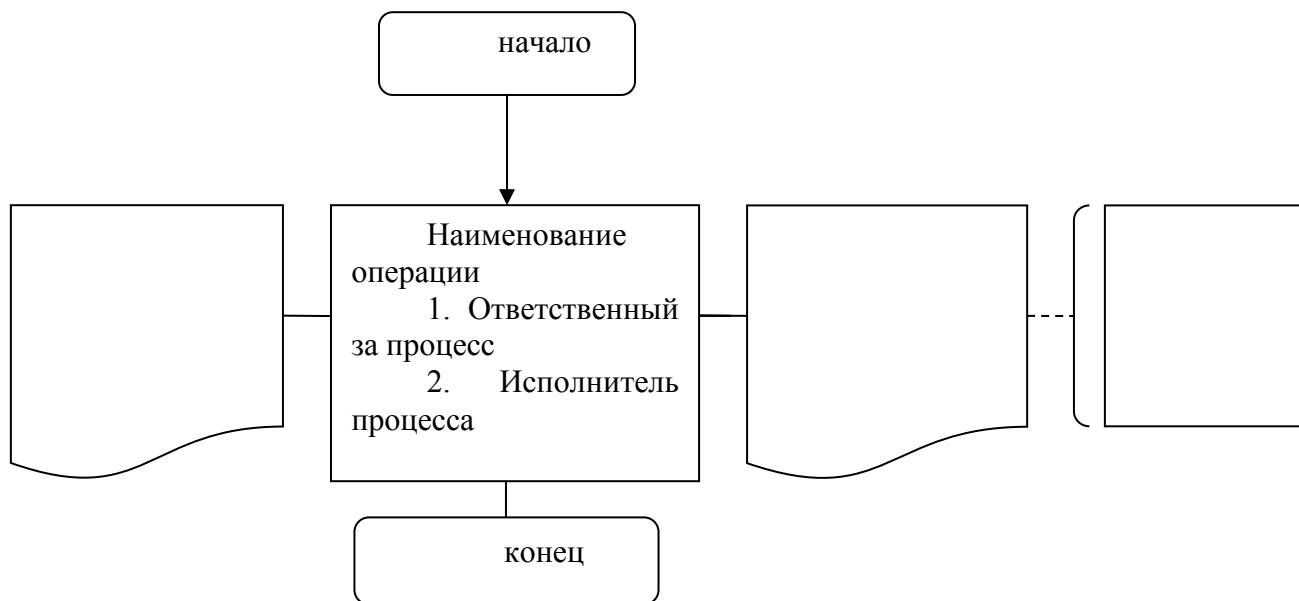 начало
Наименование
операции
1. Ответственный
за процесс
2. Исполнитель
процесса
конец